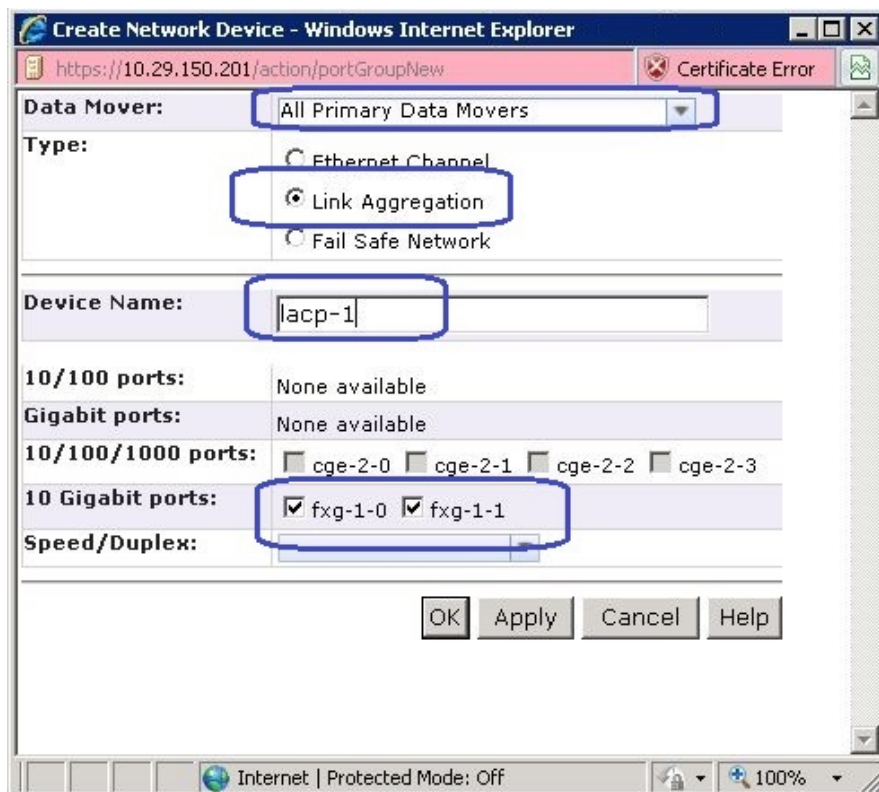 Create Network Device - Windows Internet Explorer
https://10.29.150.201/action/portGroupNew Certificate Error
Data Mover: All Primary Data Movers
Type: Ethernet Channel
Link Aggregation
Fail Safe Network
Device Name: lacp-1
10/100 ports: None available
Gigabit ports: None available
10/100/1000 ports: cge-2-0 cge-2-1 cge-2-2 cge-2-3
10 Gigabit ports: fxg-1-0 fxg-1-1
Speed/Duplex:
OK Apply Cancel Help
Internet | Protected Mode: Off 100%